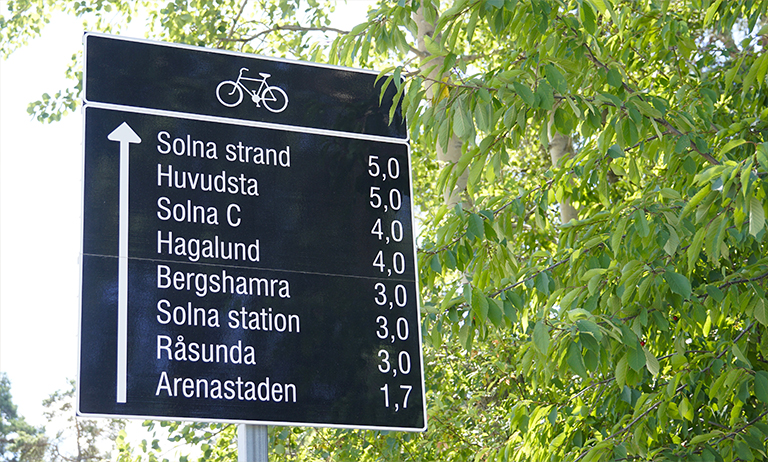 Solna strand 5,0
Huvudsta 5,0
Solna C 4,0
Hagalund 4,0
Bergshamra 3,0
Solna station 3,0
Råsunda 3,0
Arenastaden 1,7